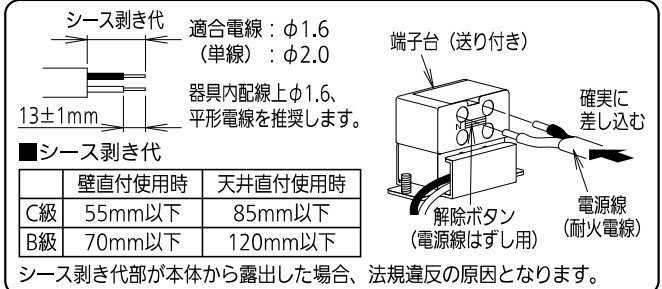 シース剥き代
適合電線：φ1.6
（単線）：φ2.0
器具内配線上φ1.6、
平形電線を推奨します。
13±1mm
■シース剥き代
壁直付使用時 天井直付使用時
C級 55mm以下 85mm以下
B級 70mm以下 120mm以下
端子台（送り付き）
確実に
差し込む
N
解除ボタン
（電源線はずし用）
電源線
（耐火電線）
シース剥き代部が本体から露出した場合、法規違反の原因となります。